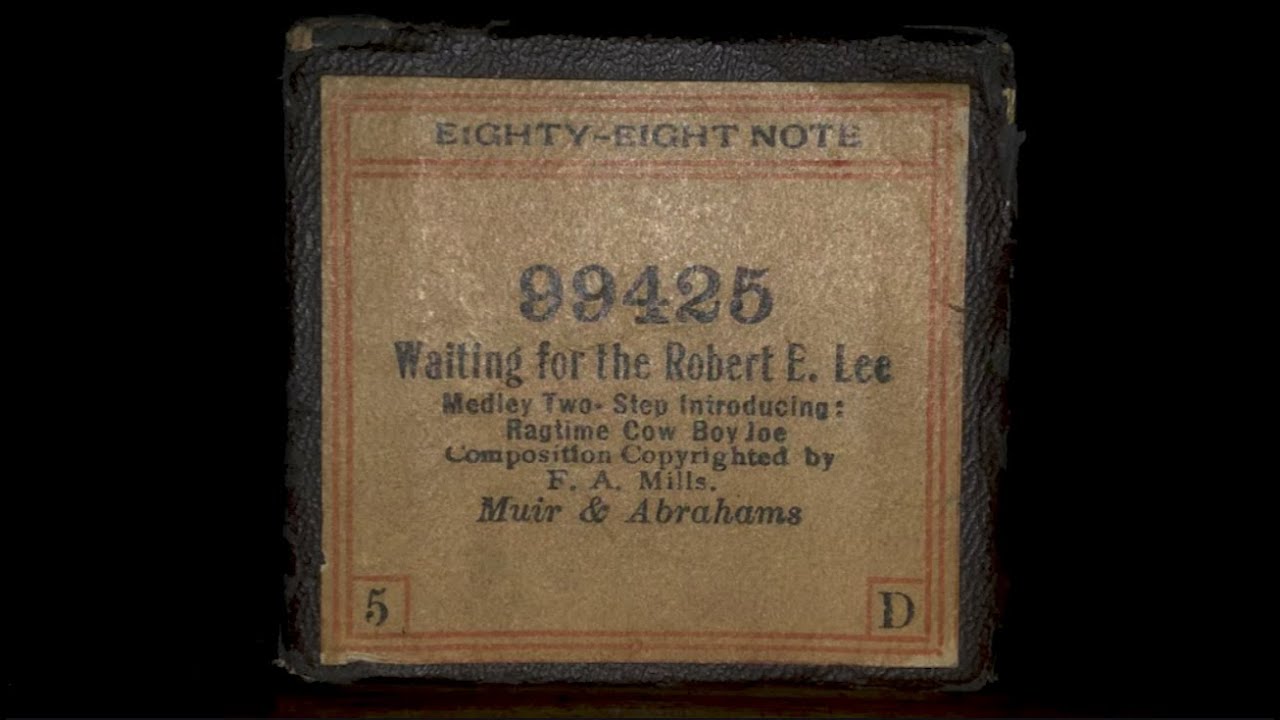 EIGHTY-EIGHT NOTE
99425
Waiting for the Robert E. Lee
Medley Two-Step Introducing:
Ragtime Cow Boy Joe
Composition Copyrighted by
F. A. Mills.
Muir & Abrahams
5 D